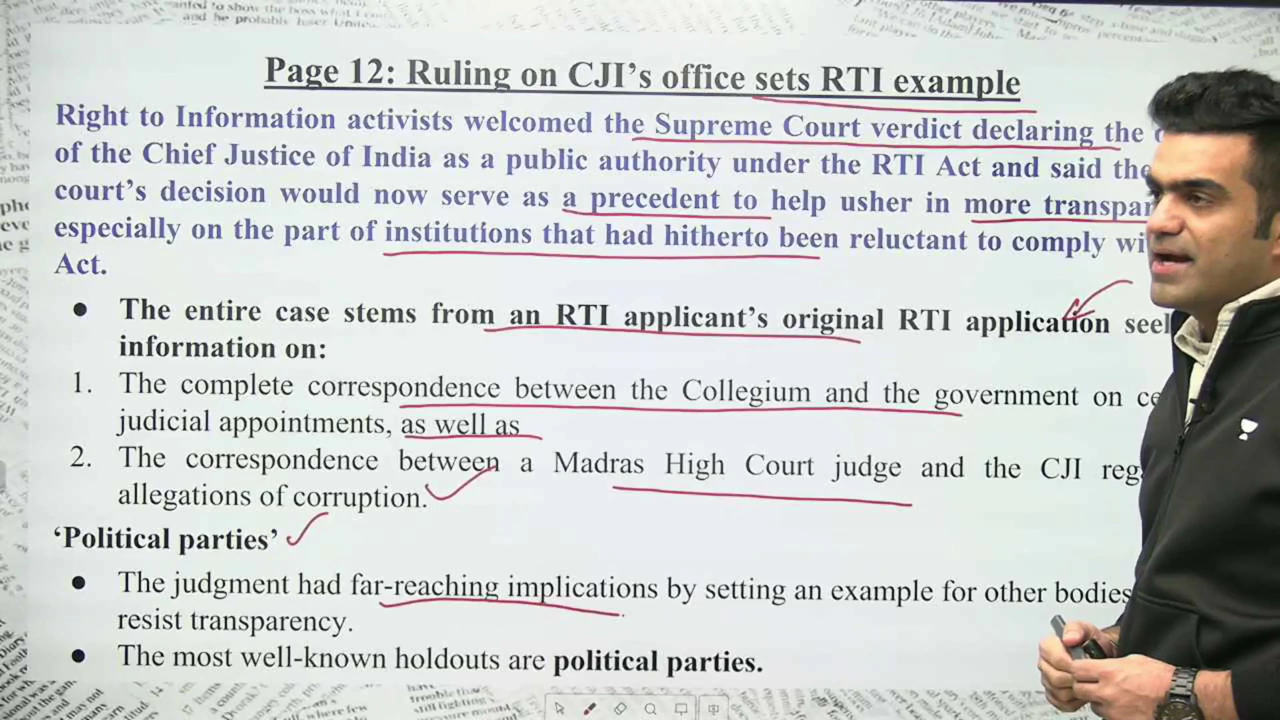 Page 12: Ruling on CJI's office sets RTI example
Right to Information activists welcomed the Supreme Court verdict declaring the
of the Chief Justice of India as a public authority under the RTI Act and said the
court's decision would now serve as a precedent to help usher in more transpar
especially on the part of institutions that had hitherto been reluctant to comply wi
Act.
● The entire case stems from an RTI applicant's original RTI application seel
information on:
1. The complete correspondence between the Collegium and the government on ce
judicial appointments, as well as
2. The correspondence between a Madras High Court judge and the CJI reg
allegations of corruption.
'Political parties'
● The judgment had far-reaching implications by setting an example for other bodies
resist transparency.
● The most well-known holdouts are political parties.